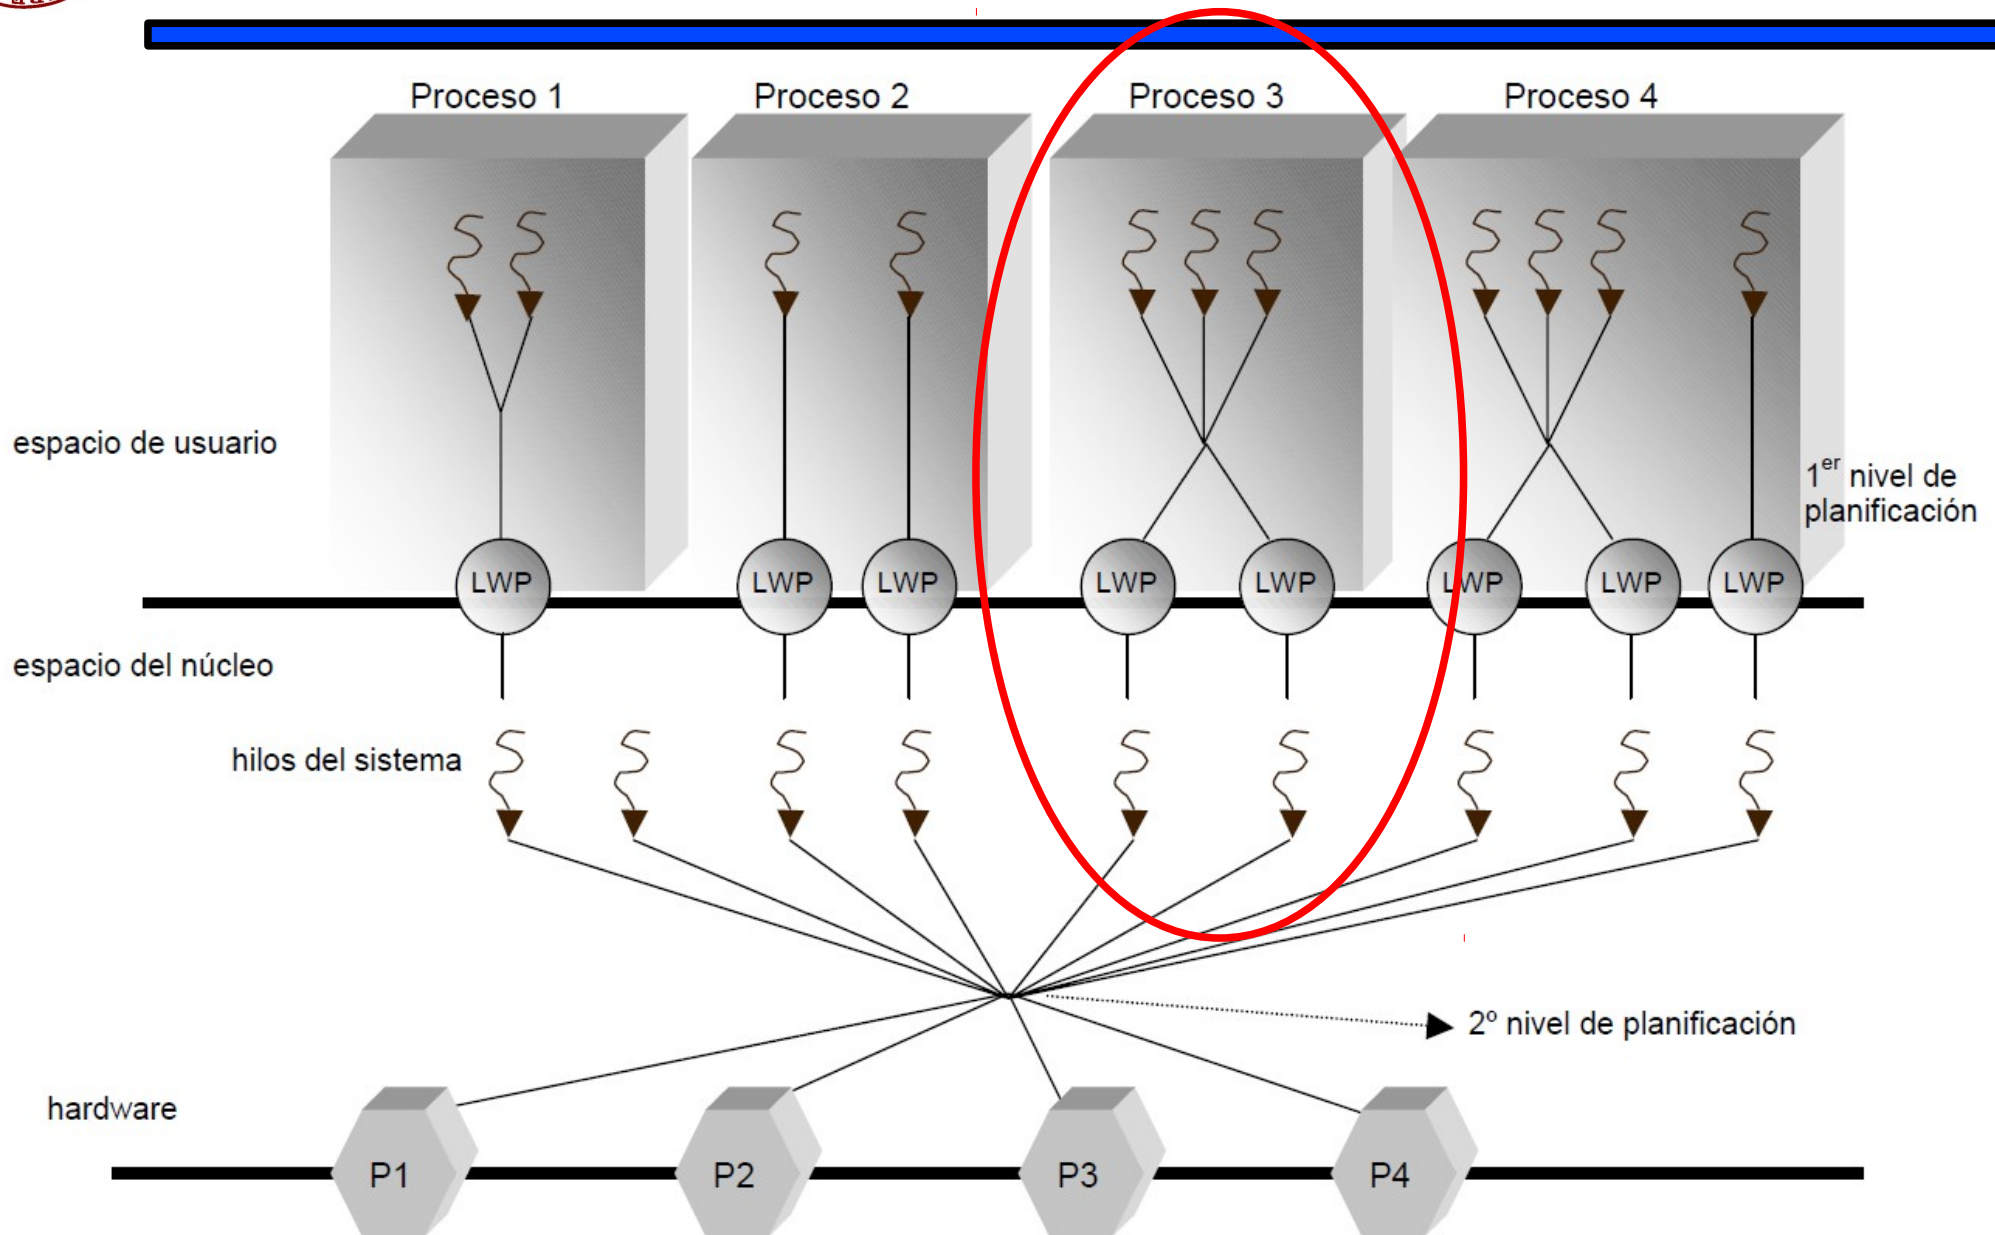 Proceso 1
Proceso 2
Proceso 3
Proceso 4
espacio de usuario
1er nivel de
planificación
LWP
LWP
LWP
LWP
LWP
LWP
LWP
LWP
espacio del núcleo
hilos del sistema
2º nivel de planificación
hardware
P1
P2
P3
P4